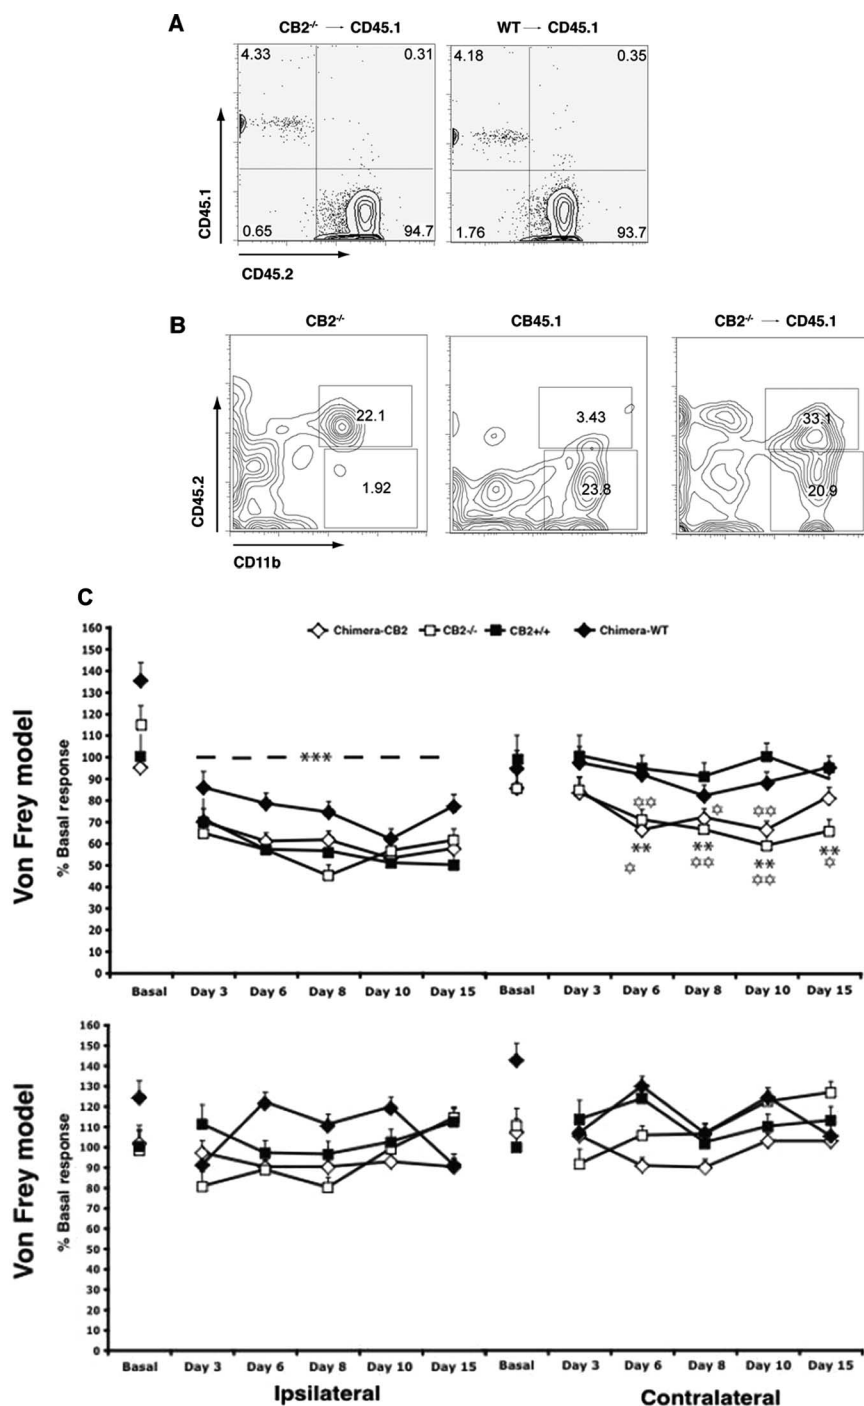 A
CB2-/- → CD45.1
WT → CD45.1
4.33
0.31
4.18
0.35
CD45.1
0.65
94.7
1.76
93.7
CD45.2
B
CB2-/-
CB45.1
CB2-/- → CD45.1
22.1
3.43
33.1
CD45.2
1.92
23.8
20.9
CD11b
C
Chimera-CB2
CB2-/-
CB2+/+
Chimera-WT
Von Frey model
% Basal response
160
150
140
130
120
110
100
90
80
70
60
50
40
30
20
10
0
***
**
**
**
**
Basal Day 3 Day 6 Day 8 Day 10 Day 15 Basal Day 3 Day 6 Day 8 Day 10 Day 15
Von Frey model
% Basal response
160
150
140
130
120
110
100
90
80
70
60
50
40
30
20
10
0
Basal Day 3 Day 6 Day 8 Day 10 Day 15 Basal Day 3 Day 6 Day 8 Day 10 Day 15
Ipsilateral
Contralateral